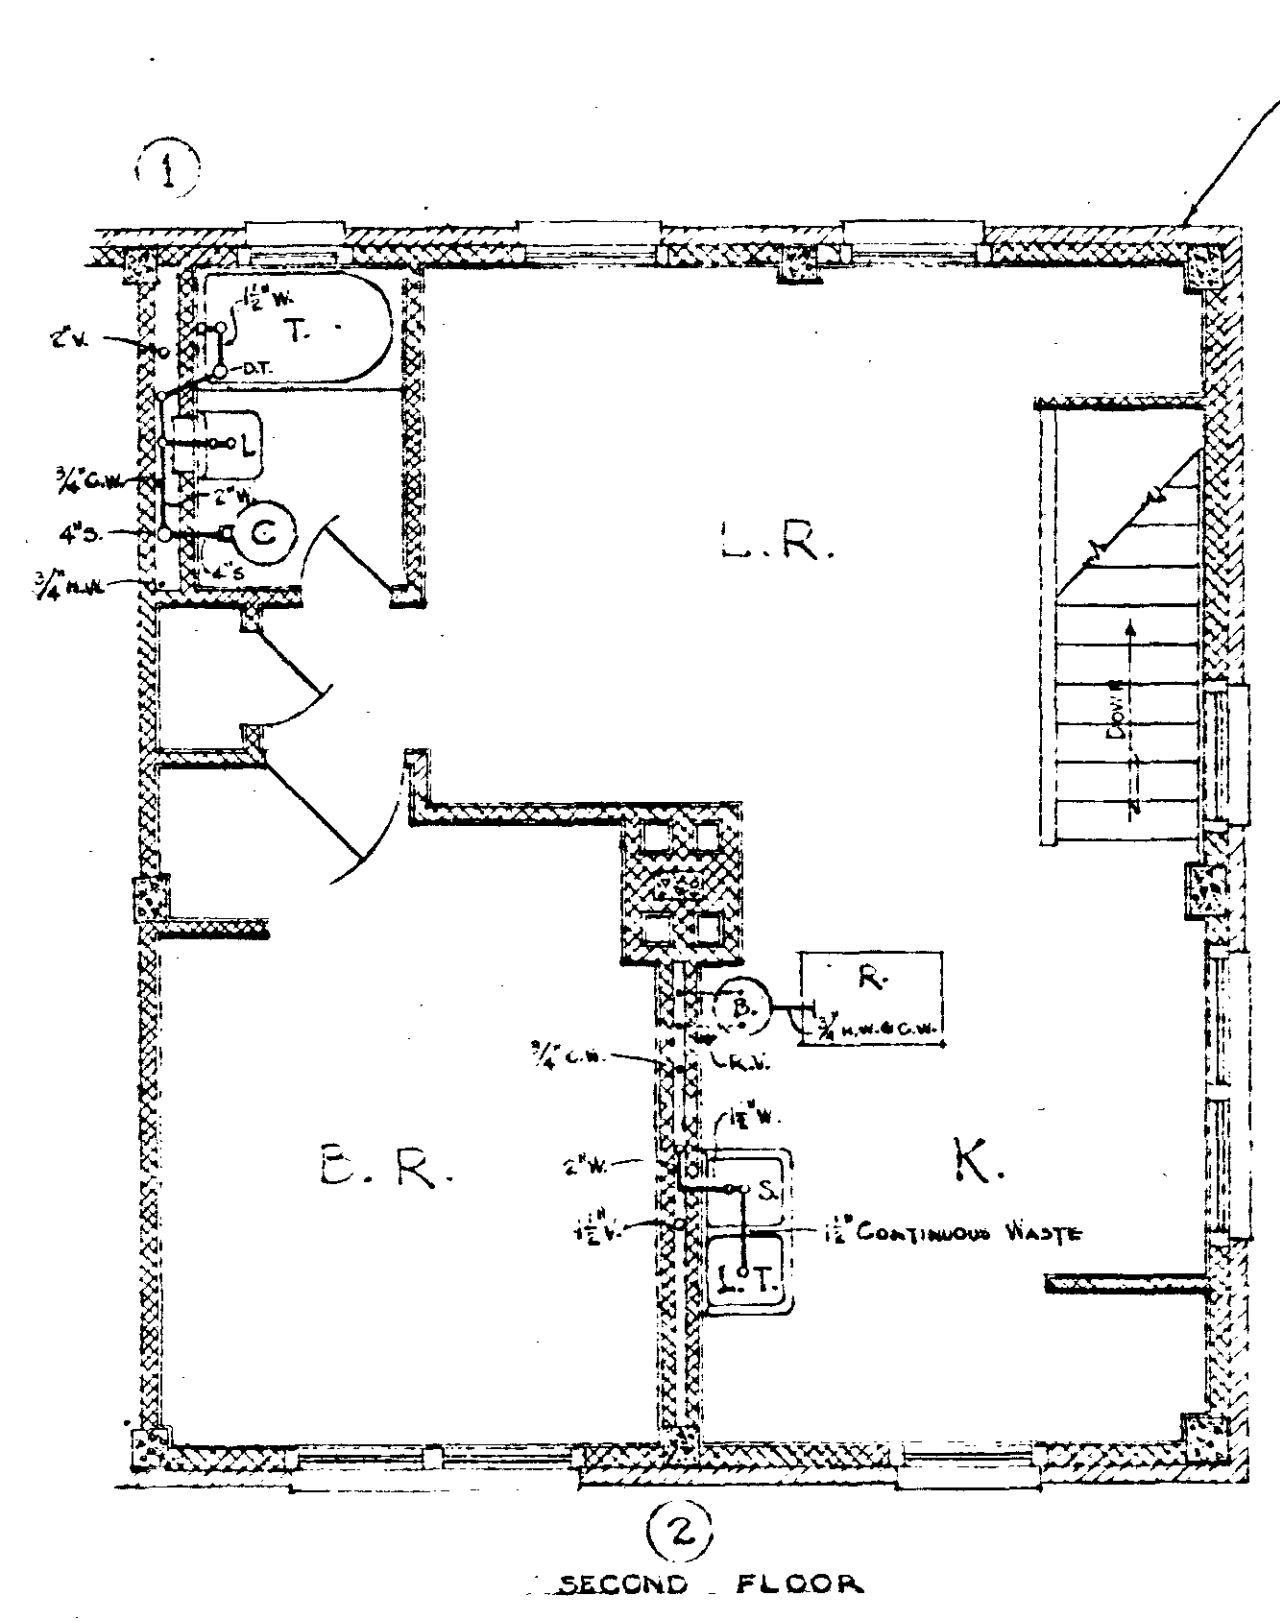 1
1½" W.
T.
2" V.
D.T.
L
¾" C.W.
2" W.
4" S.
C
4" S
¾" H.W.
L.R.
DOWN
R.
B.
¾" H.W. & C.W.
¾" C.W.
R.V.
1½" W.
B. R.
2" W.
K.
S.
1½" V.
1½" CONTINUOUS WASTE
L. T.
2
SECOND FLOOR